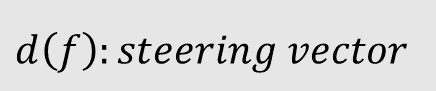 d(f): steering vector